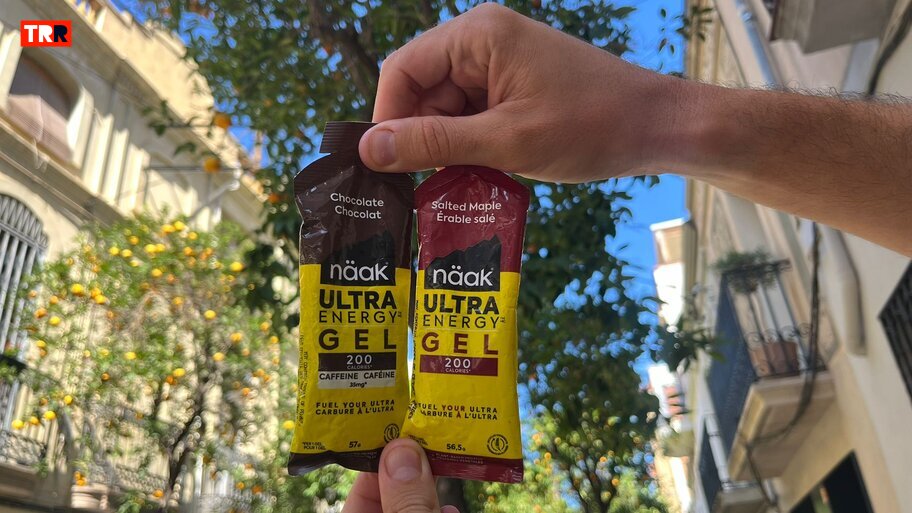 TRR
Chocolate
Chocolat
näak
ULTRA
ENERGY
GEL
200
CALORIES
CAFFEINE CAFÉINE
35mg*
FUEL YOUR ULTRA
CARBURE À L'ULTRA
57g
Salted Maple
Érable salé
näak
ULTRA
ENERGY
GEL
200
CALORIES
FUEL YOUR ULTRA
CARBURE À L'ULTRA
56,5g